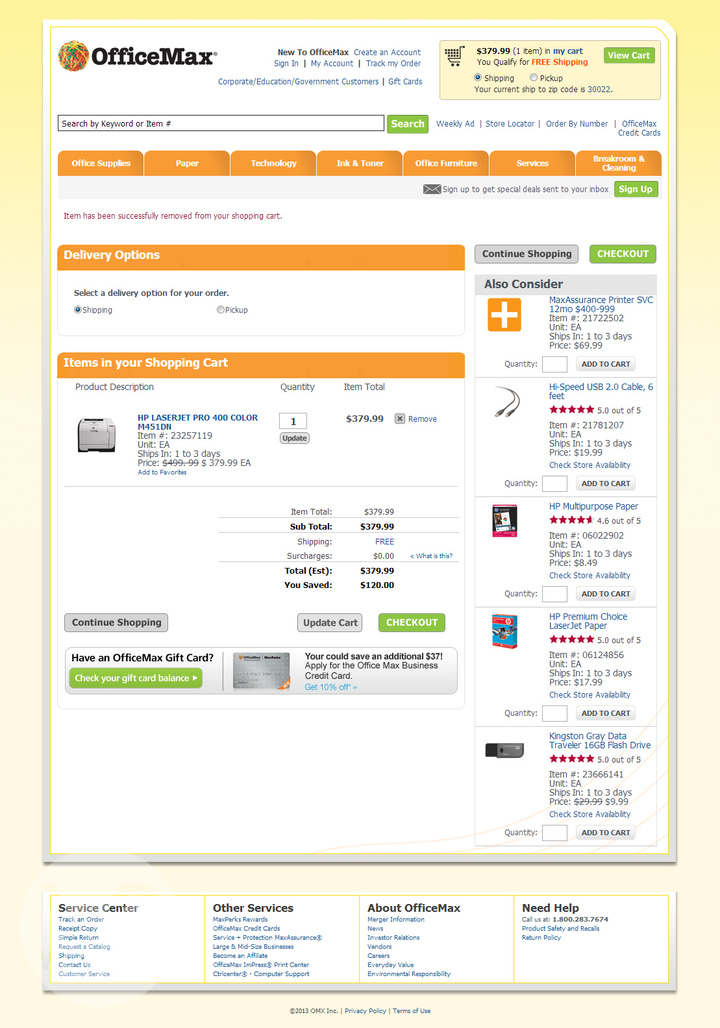 OfficeMax®
New To OfficeMax Create an Account
Sign In | My Account | Track my Order
Corporate/Education/Government Customers | Gift Cards
$379.99 (1 item) in my cart
You Qualify for FREE Shipping
View Cart
Shipping Pickup
Your current ship to zip code is 30022.
Search by Keyword or Item #
Search
Weekly Ad | Store Locator | Order By Number | OfficeMax
Credit Cards
Office Supplies
Paper
Technology
Ink & Toner
Office Furniture
Services
Breakroom &
Cleaning
Sign up to get special deals sent to your inbox
Sign Up
Item has been successfully removed from your shopping cart.
Delivery Options
Select a delivery option for your order.
Shipping Pickup
Items in your Shopping Cart
Product Description Quantity Item Total
HP LASERJET PRO 400 COLOR
M451DN
Item #: 23257119
Unit: EA
Ships In: 1 to 3 days
Price: $499.99 $ 379.99 EA
Add to Favorites
1
Update
$379.99
Remove
Item Total: $379.99
Sub Total: $379.99
Shipping: FREE
Surcharges: $0.00 < What is this?
Total (Est): $379.99
You Saved: $120.00
Continue Shopping
Update Cart
CHECKOUT
Have an OfficeMax Gift Card?
Check your gift card balance
Your could save an additional $37!
Apply for the Office Max Business
Credit Card.
Get 10% off* »
Continue Shopping
CHECKOUT
Also Consider
MaxAssurance Printer SVC
12mo $400-999
Item #: 21722502
Unit: EA
Ships In: 1 to 3 days
Price: $69.99
Quantity: ADD TO CART
Hi-Speed USB 2.0 Cable, 6
feet
5.0 out of 5
Item #: 21781207
Unit: EA
Ships In: 1 to 3 days
Price: $19.99
Check Store Availability
Quantity: ADD TO CART
HP Multipurpose Paper
4.6 out of 5
Item #: 06022902
Unit: EA
Ships In: 1 to 3 days
Price: $8.49
Check Store Availability
Quantity: ADD TO CART
HP Premium Choice
LaserJet Paper
5.0 out of 5
Item #: 06124856
Unit: EA
Ships In: 1 to 3 days
Price: $17.99
Check Store Availability
Quantity: ADD TO CART
Kingston Gray Data
Traveler 16GB Flash Drive
5.0 out of 5
Item #: 23666141
Unit: EA
Ships In: 1 to 3 days
Price: $29.99 $9.99
Check Store Availability
Quantity: ADD TO CART
Service Center
Track an Order
Receipt Copy
Simple Return
Request a Catalog
Shipping
Contact Us
Customer Service
Other Services
MaxPerks Rewards
OfficeMax Credit Cards
Service + Protection MaxAssurance®
Large & Mid-Size Businesses
Become an Affiliate
OfficeMax ImPress® Print Center
Ctrlcenter® - Computer Support
About OfficeMax
Merger Information
News
Investor Relations
Vendors
Careers
Everyday Value
Environmental Responsibility
Need Help
Call us at: 1.800.283.7674
Product Safety and Recalls
Return Policy
©2013 OMX Inc. | Privacy Policy | Terms of Use